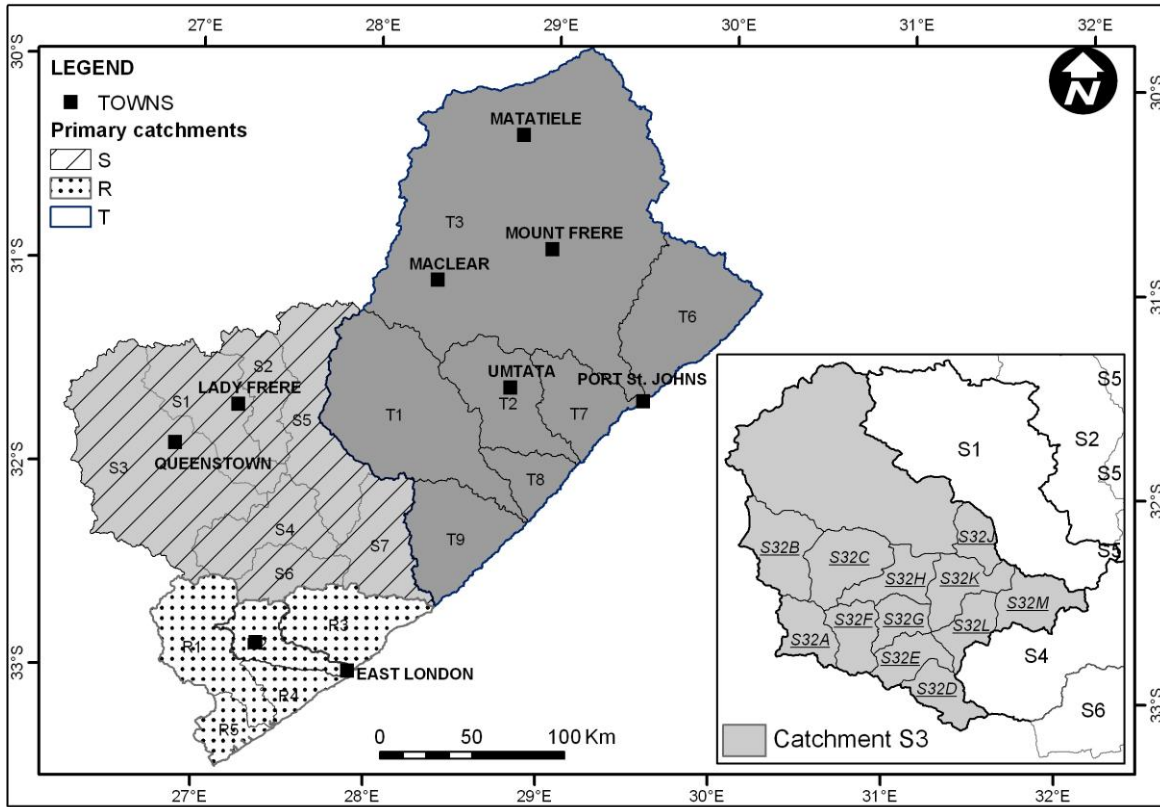 27°E 28°E 29°E 30°E 31°E 32°E
30°S
30°S
LEGEND
TOWNS
Primary catchments
S
R
T
N
MATATIELE
T3
MOUNT FRERE
MACLEAR
31°S
31°S
T6
S2
UMTATA
PORT St. JOHNS
LADY FRERE
S1
T2
T7
T1
S5
QUEENSTOWN
S3
32°S
32°S
T8
S4
S7
T9
S6
R3
R1
2
33°S
33°S
EAST LONDON
R4
R5
0 50 100 Km
S5
S1
S2
S5
S5
S32J
S32B
S32C
S32H
S32K
S32M
S32A
S32F
S32G
S32L
S32E
S4
S32D
S6
Catchment S3
27°E 28°E 29°E 30°E 31°E 32°E